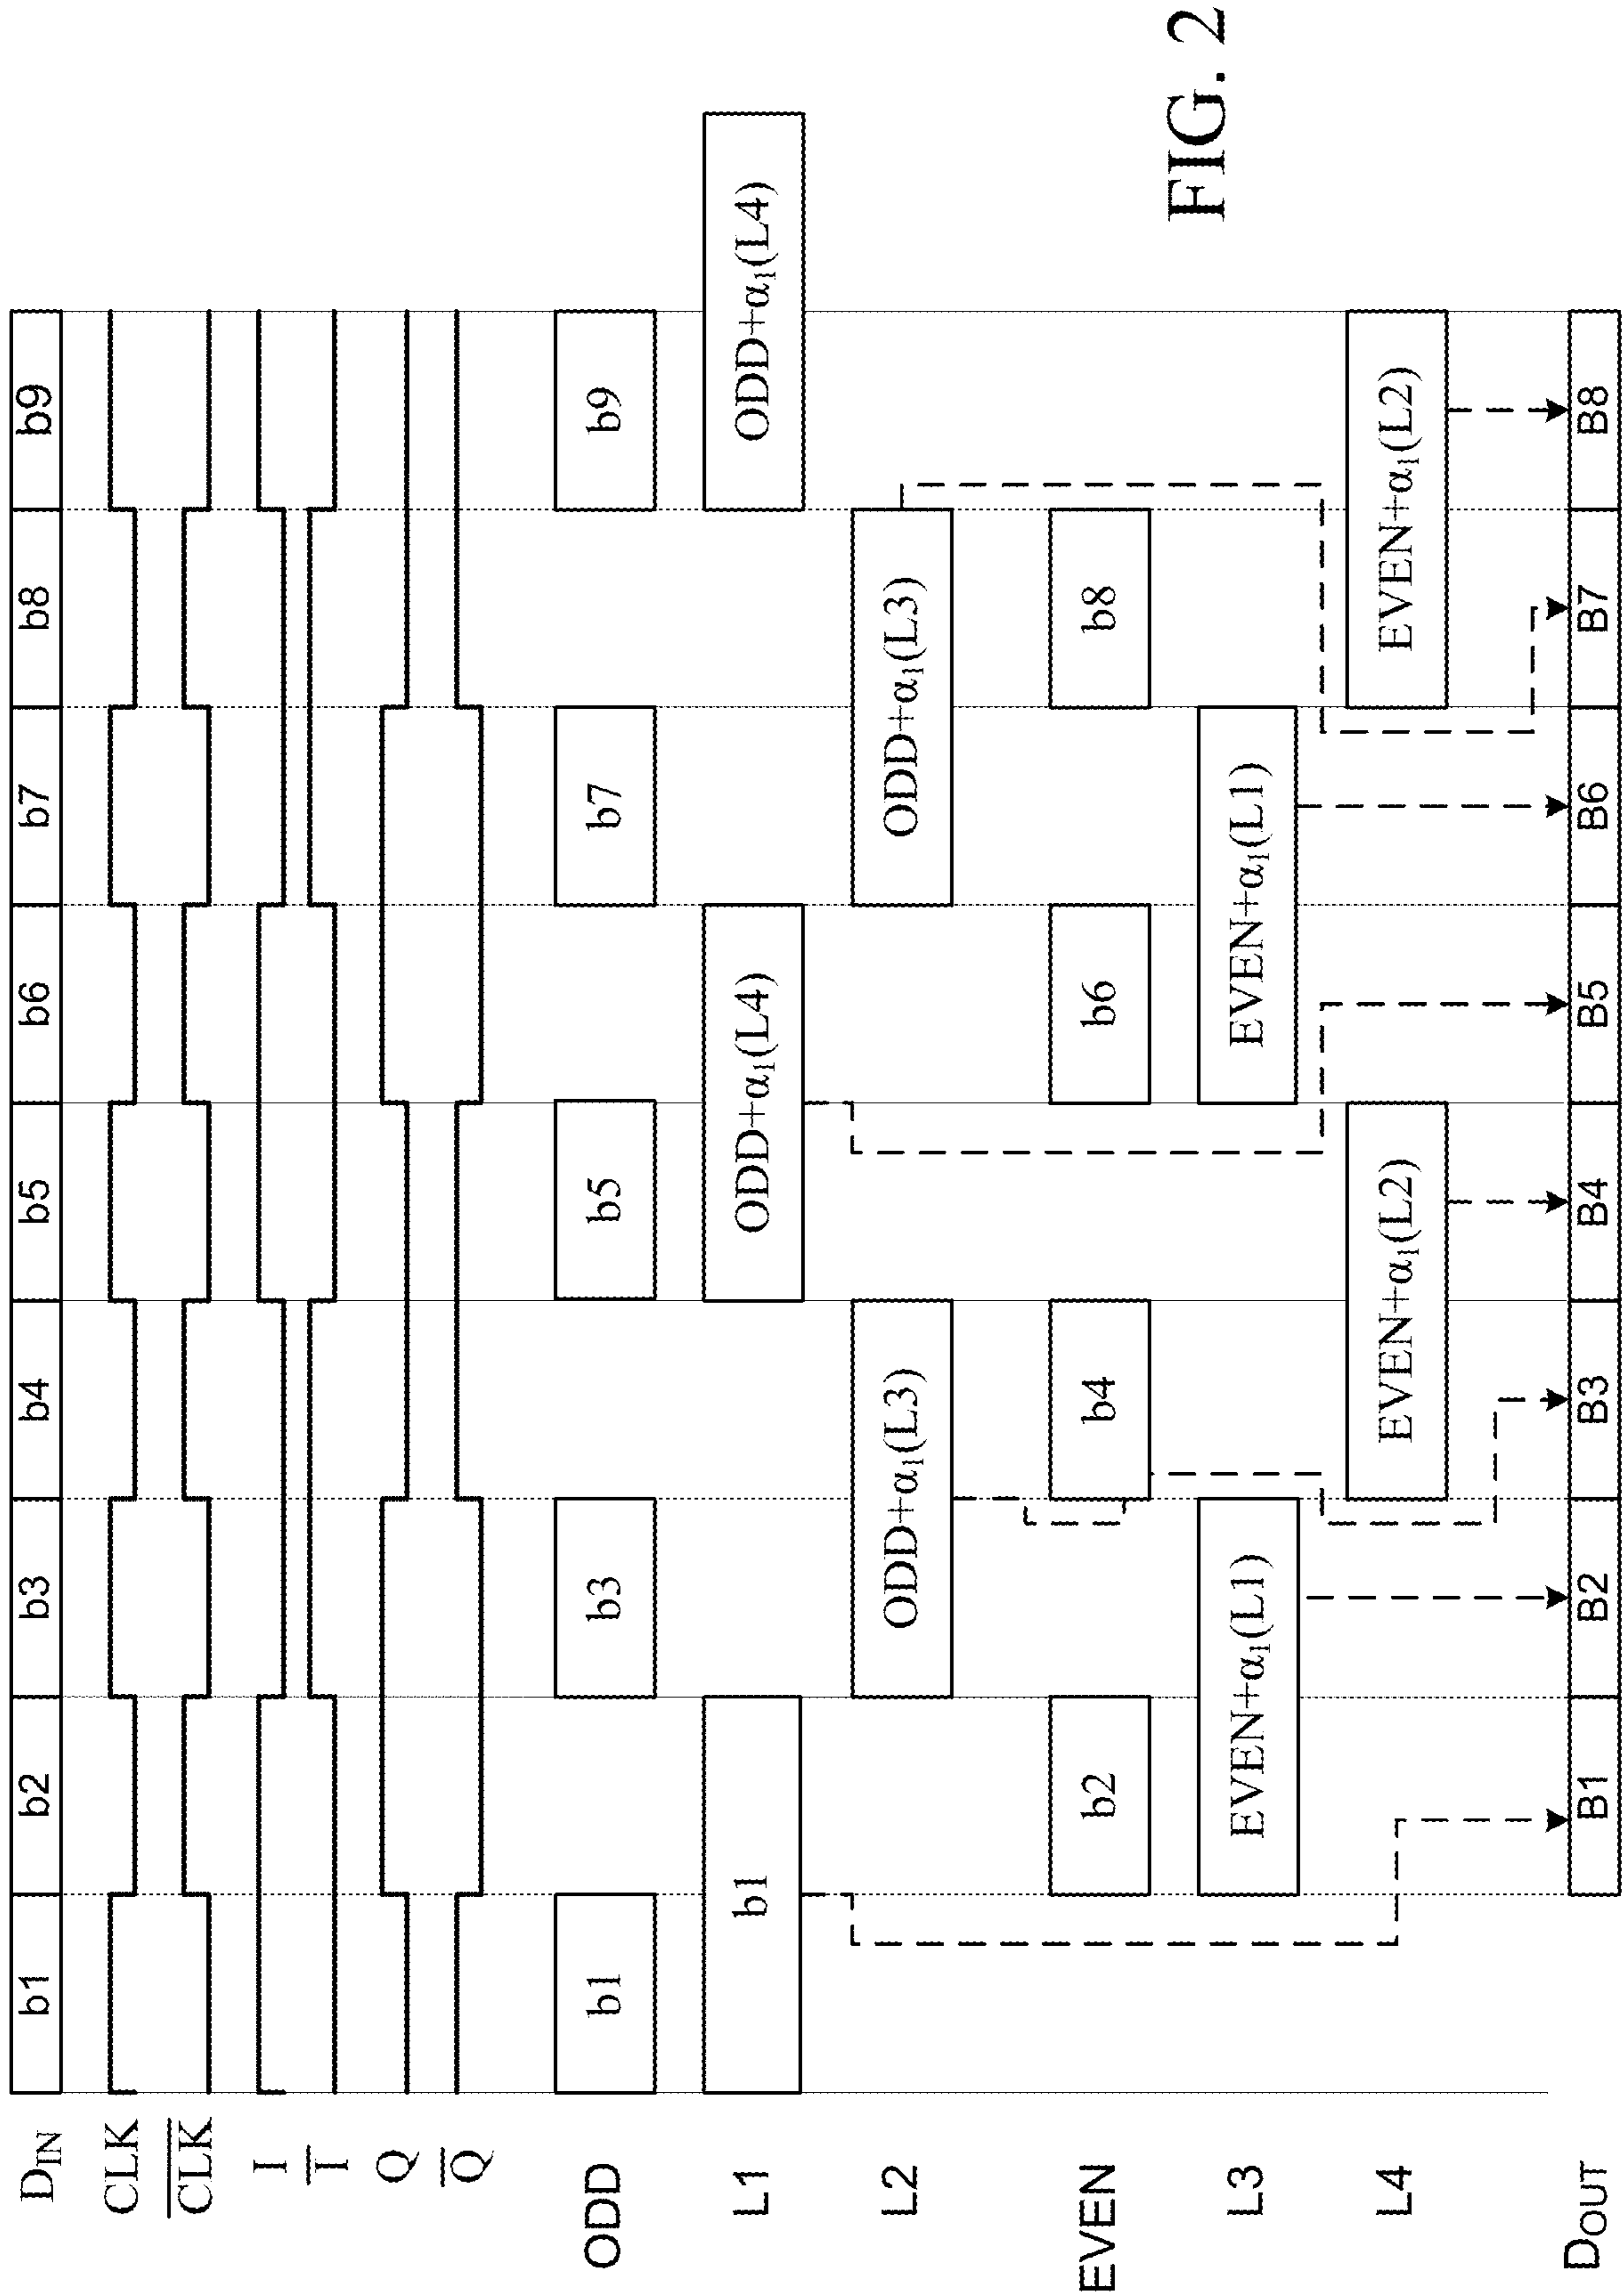 D_IN b1 b2 b3 b4 b5 b6 b7 b8 b9
CLK
C̅L̅K̅
I
I̅
Q
Q̅
ODD b1 b3 b5 b7 b9
L1 b1 ODD+α₁(L4) ODD+α₁(L4)
L2 ODD+α₁(L3) ODD+α₁(L3)
EVEN b2 b4 b6 b8
L3 EVEN+α₁(L1) EVEN+α₁(L1)
L4 EVEN+α₁(L2) EVEN+α₁(L2)
D_OUT B1 B2 B3 B4 B5 B6 B7 B8
FIG. 2